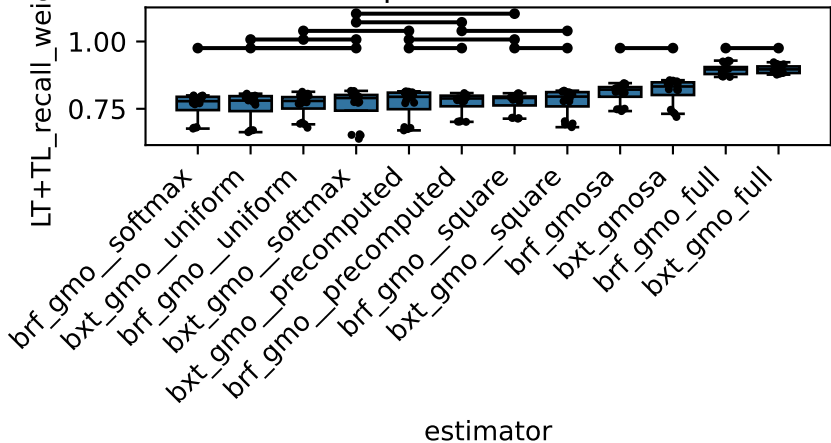 LT+TL_recall_wei
1.00
0.75
brf_gmo__softmax
bxt_gmo__uniform
brf_gmo__uniform
bxt_gmo__softmax
bxt_gmo__precomputed
brf_gmo__precomputed
brf_gmo__square
bxt_gmo__square
brf_gmosa
bxt_gmosa
brf_gmo_full
bxt_gmo_full
estimator